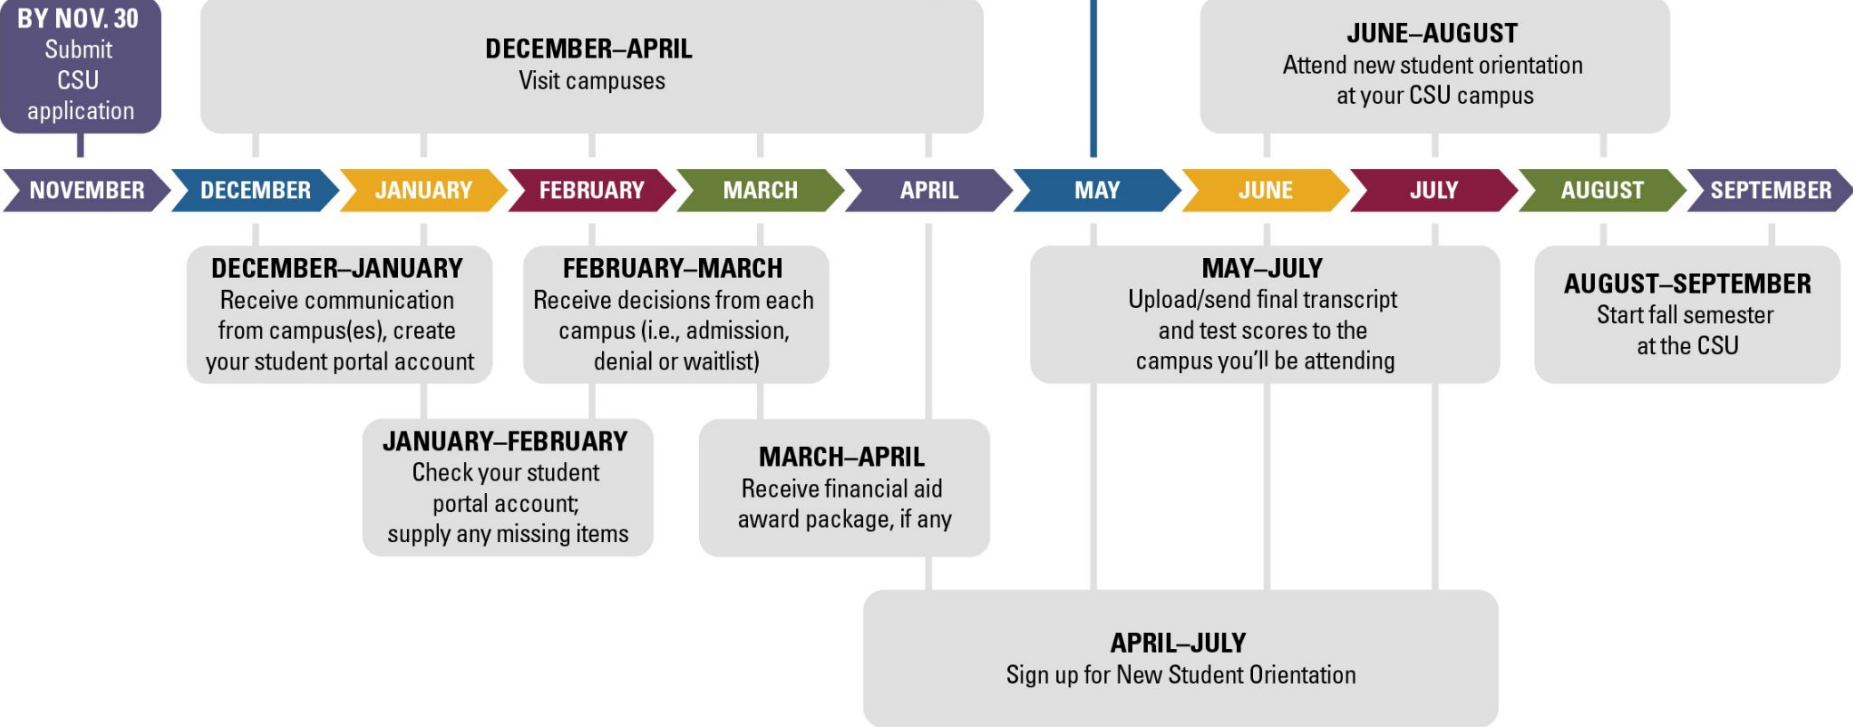 BY NOV. 30
Submit
CSU
application
DECEMBER–APRIL
Visit campuses
JUNE–AUGUST
Attend new student orientation
at your CSU campus
NOVEMBER
DECEMBER
JANUARY
FEBRUARY
MARCH
APRIL
MAY
JUNE
JULY
AUGUST
SEPTEMBER
DECEMBER–JANUARY
Receive communication
from campus(es), create
your student portal account
FEBRUARY–MARCH
Receive decisions from each
campus (i.e., admission,
denial or waitlist)
MAY–JULY
Upload/send final transcript
and test scores to the
campus you'll be attending
AUGUST–SEPTEMBER
Start fall semester
at the CSU
JANUARY–FEBRUARY
Check your student
portal account;
supply any missing items
MARCH–APRIL
Receive financial aid
award package, if any
APRIL–JULY
Sign up for New Student Orientation